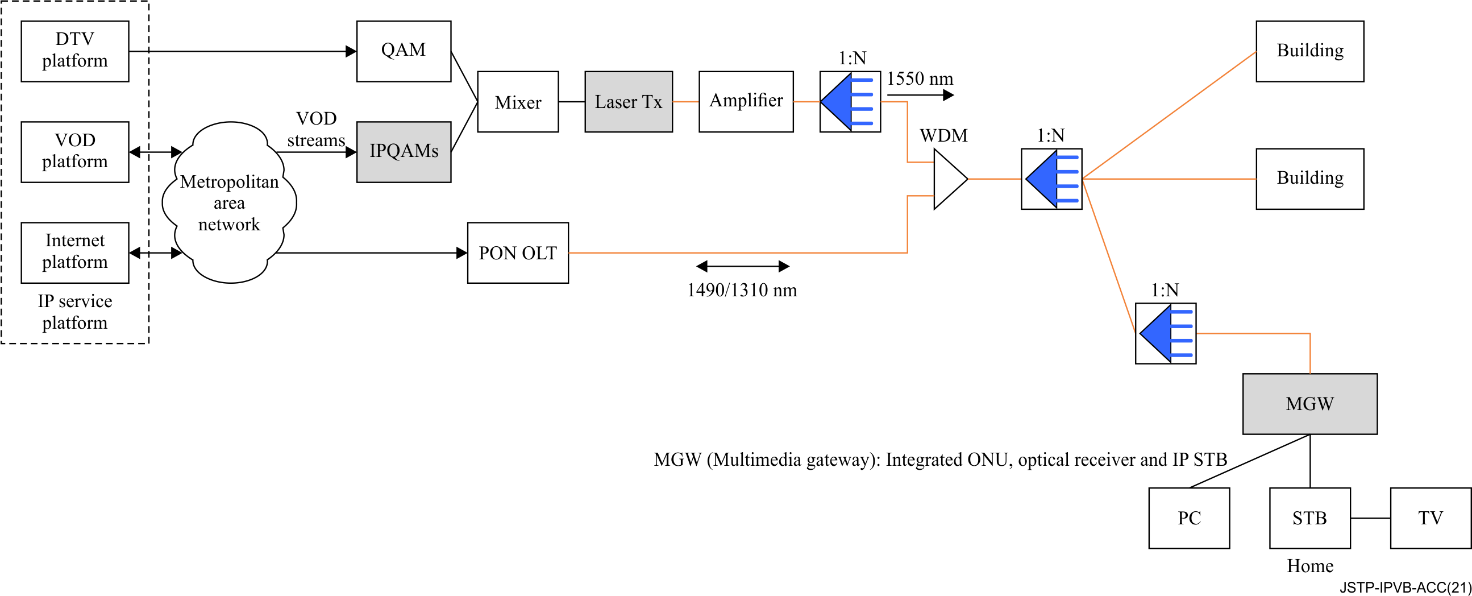 DTV
platform
QAM
1:N
1550 nm
Building
Mixer
Laser Tx
Amplifier
VOD
platform
VOD
streams
IPQAMs
WDM
1:N
Building
Metropolitan
area
network
Internet
platform
PON OLT
1490/1310 nm
IP service
platform
1:N
MGW
MGW (Multimedia gateway): Integrated ONU, optical receiver and IP STB
PC
STB
TV
Home
JSTP-IPVB-ACC(21)